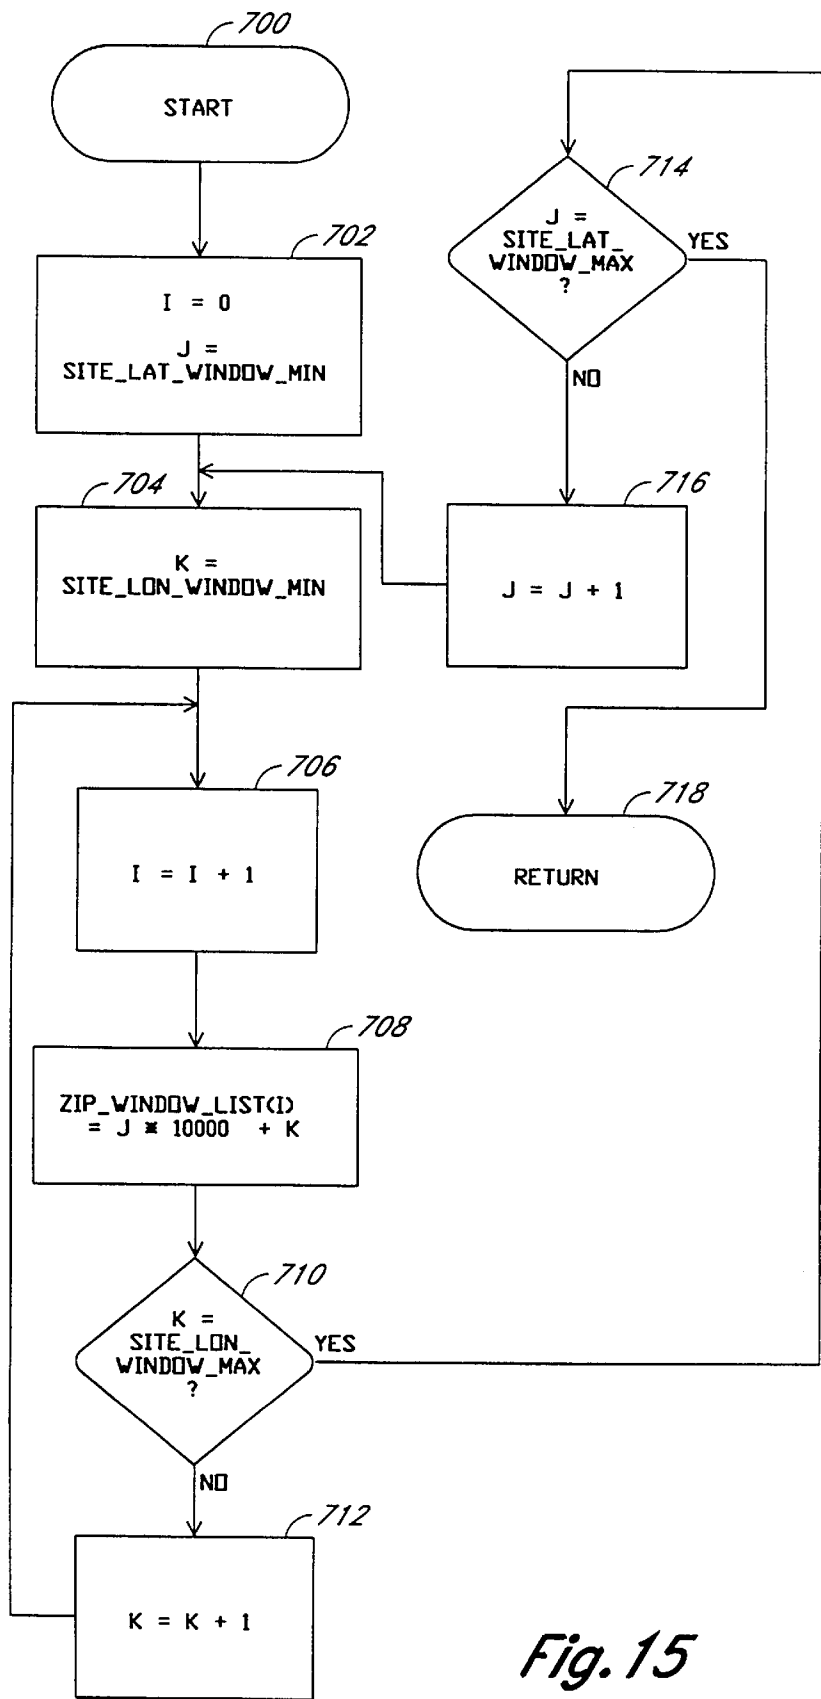 700
START
702
I = 0
J =
SITE_LAT_WINDOW_MIN
704
K =
SITE_LON_WINDOW_MIN
706
I = I + 1
708
ZIP_WINDOW_LIST(I)
= J * 10000 + K
710
K =
SITE_LON_
WINDOW_MAX
?
YES
NO
712
K = K + 1
714
J =
SITE_LAT_
WINDOW_MAX
?
YES
NO
716
J = J + 1
718
RETURN
Fig. 15